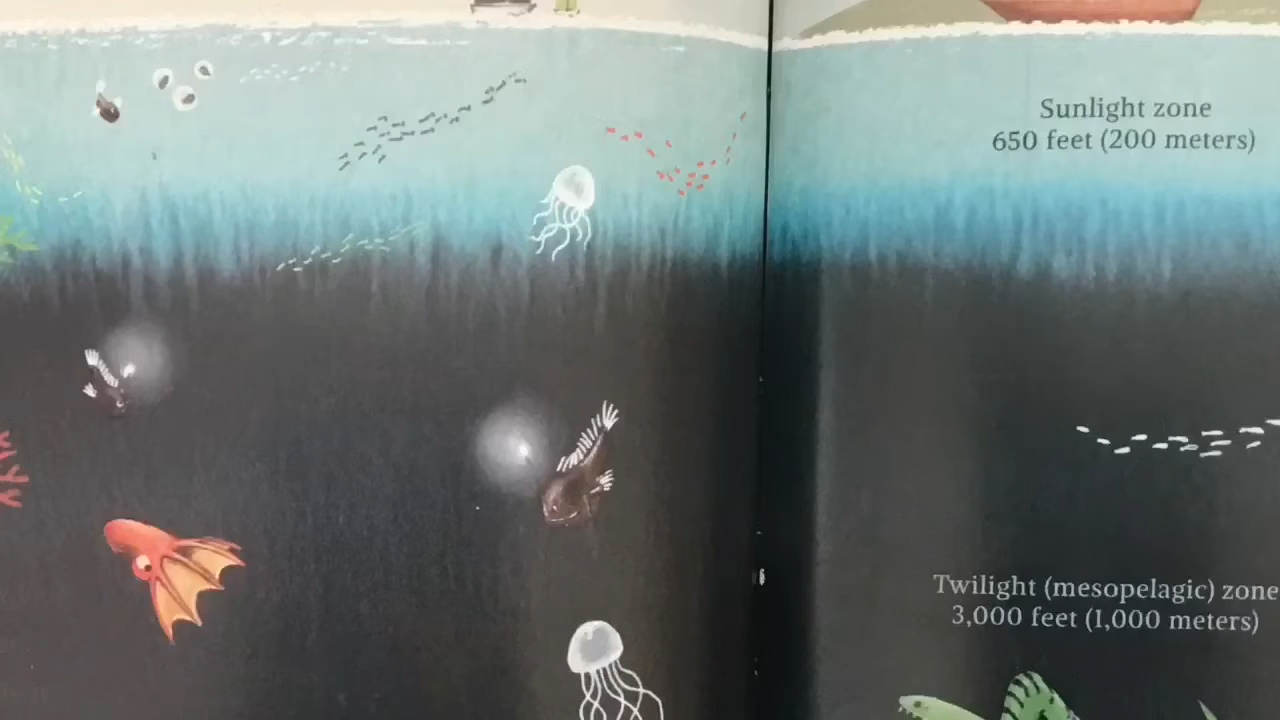 Sunlight zone
650 feet (200 meters)
Twilight (mesopelagic) zone
3,000 feet (1,000 meters)